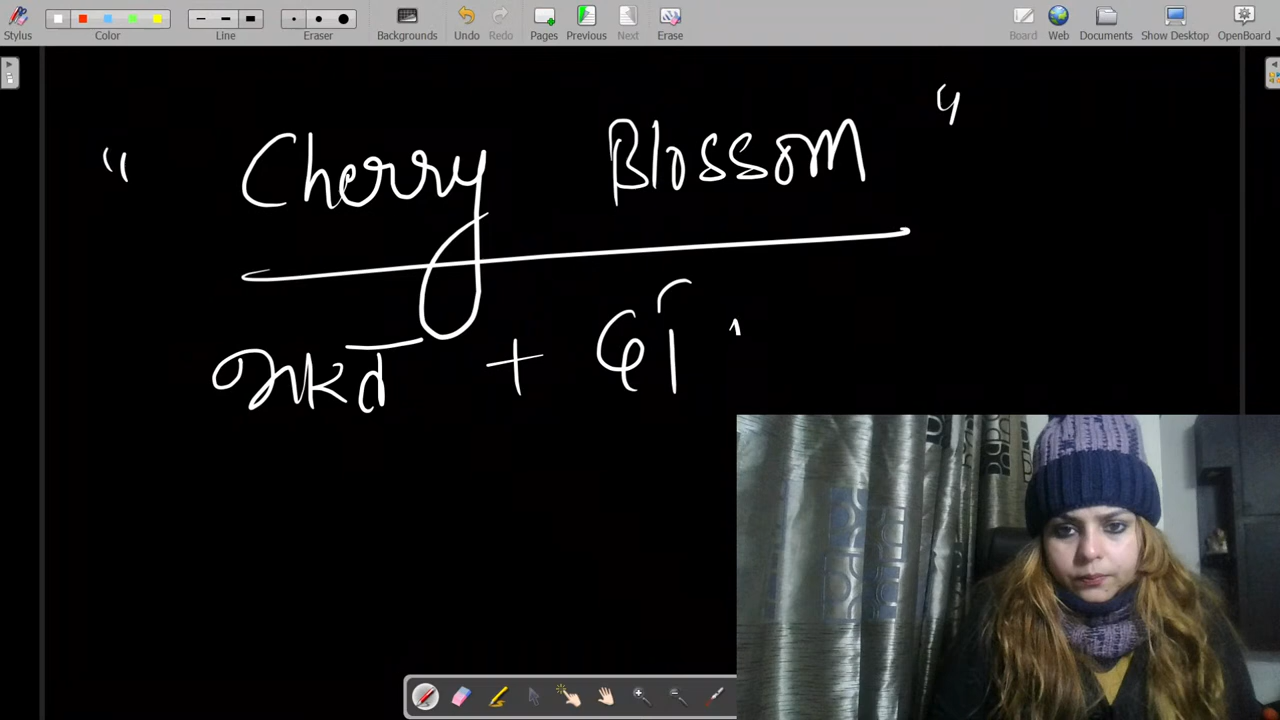 Stylus Color Line Eraser Backgrounds Undo Redo Pages Previous Next Erase Board Web Documents Show Desktop OpenBoard
" Cherry Blossom "
+